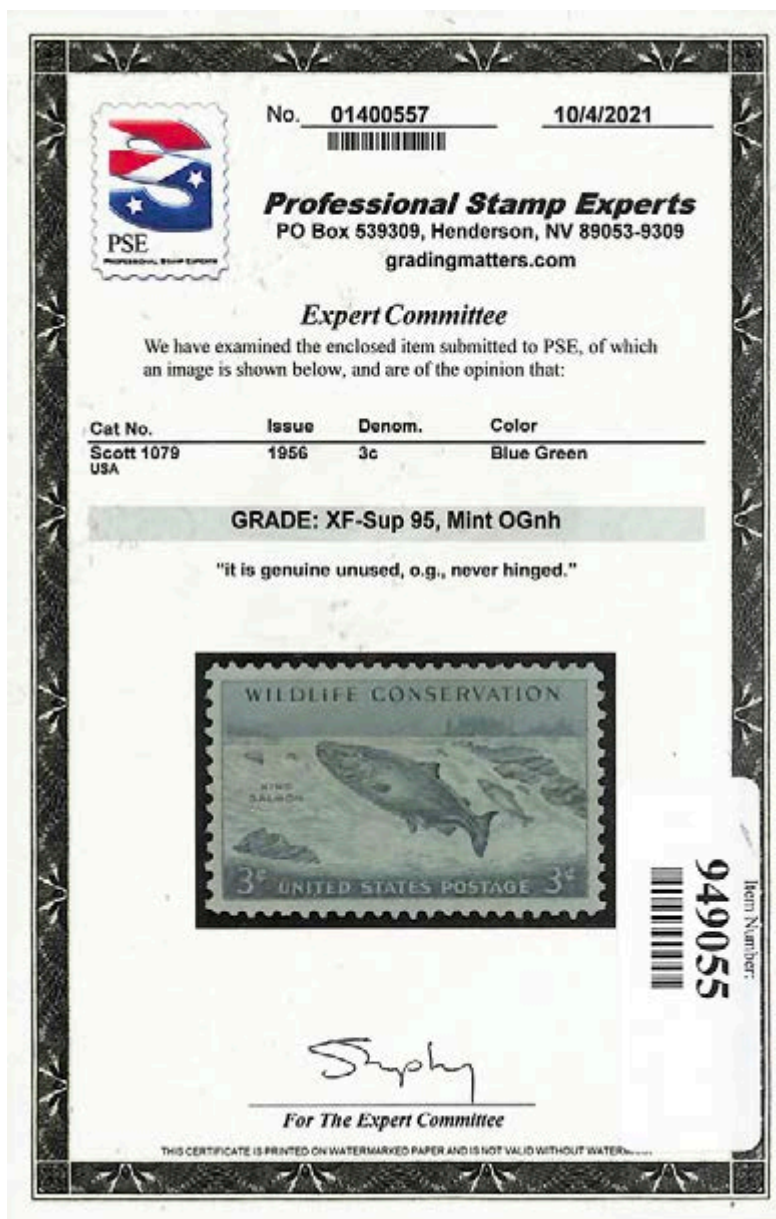 No. 01400557 10/4/2021
PSE
PROFESSIONAL STAMP EXPERTS
Professional Stamp Experts
PO Box 539309, Henderson, NV 89053-9309
gradingmatters.com
Expert Committee
We have examined the enclosed item submitted to PSE, of which
an image is shown below, and are of the opinion that:
Cat No. Issue Denom. Color
Scott 1079 1956 3c Blue Green
USA
GRADE: XF-Sup 95, Mint OGnh
"it is genuine unused, o.g., never hinged."
WILDLIFE CONSERVATION
KING
SALMON
3¢ UNITED STATES POSTAGE 3¢
Item Number:
949055
For The Expert Committee
THIS CERTIFICATE IS PRINTED ON WATERMARKED PAPER AND IS NOT VALID WITHOUT